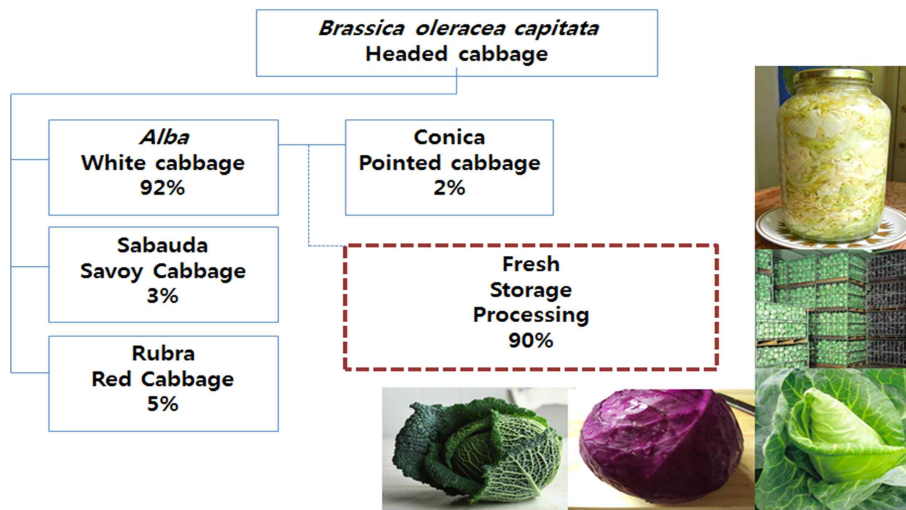 Brassica oleracea capitata
Headed cabbage
Alba
White cabbage
92%
Conica
Pointed cabbage
2%
Sabauda
Savoy Cabbage
3%
Fresh
Storage
Processing
90%
Rubra
Red Cabbage
5%